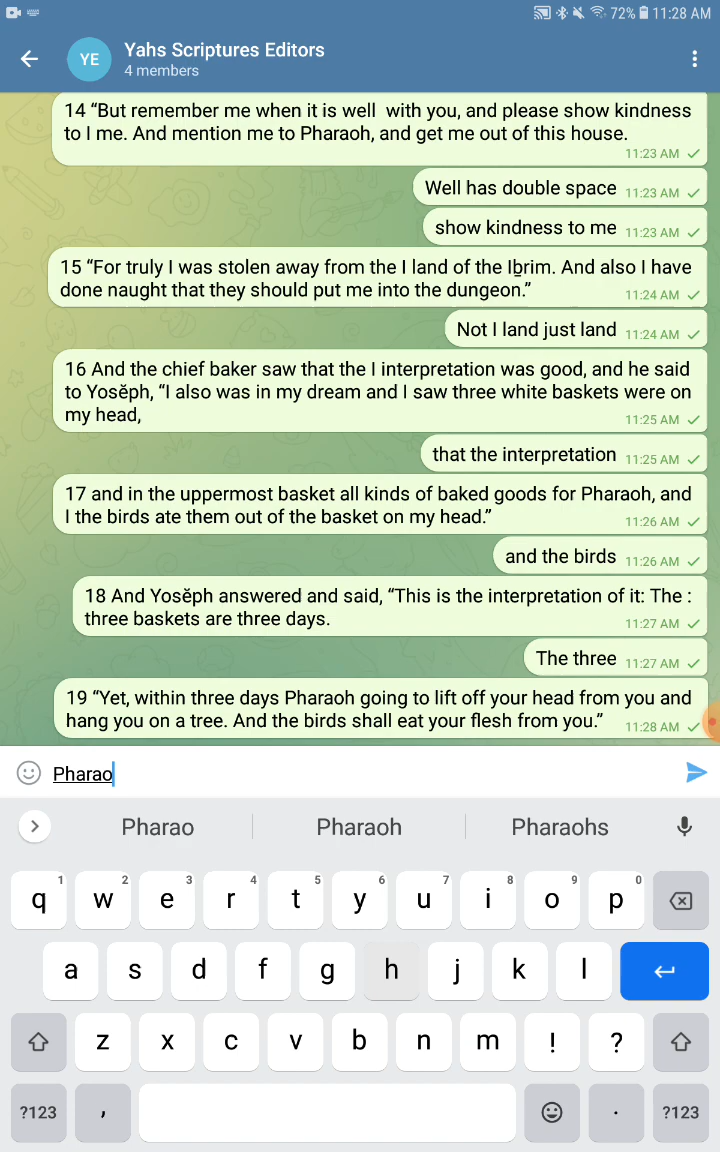 72% 11:28 AM
YE
Yahs Scriptures Editors
4 members
14 “But remember me when it is well  with you, and please show kindness
to I me. And mention me to Pharaoh, and get me out of this house.
11:23 AM
Well has double space 11:23 AM
show kindness to me 11:23 AM
15 “For truly I was stolen away from the I land of the Iḇrim. And also I have
done naught that they should put me into the dungeon.”
11:24 AM
Not I land just land 11:24 AM
16 And the chief baker saw that the I interpretation was good, and he said
to Yosĕph, “I also was in my dream and I saw three white baskets were on
my head,
11:25 AM
that the interpretation 11:25 AM
17 and in the uppermost basket all kinds of baked goods for Pharaoh, and
I the birds ate them out of the basket on my head.”
11:26 AM
and the birds 11:26 AM
18 And Yosĕph answered and said, “This is the interpretation of it: The :
three baskets are three days.
11:27 AM
The three 11:27 AM
19 “Yet, within three days Pharaoh going to lift off your head from you and
hang you on a tree. And the birds shall eat your flesh from you.” 11:28 AM
Pharao
Pharao Pharaoh Pharaohs
q 1 w 2 e 3 r 4 t 5 y 6 u 7 i 8 o 9 p 0
a s d f g h j k l
z x c v b n m ! ?
?123 , . ?123